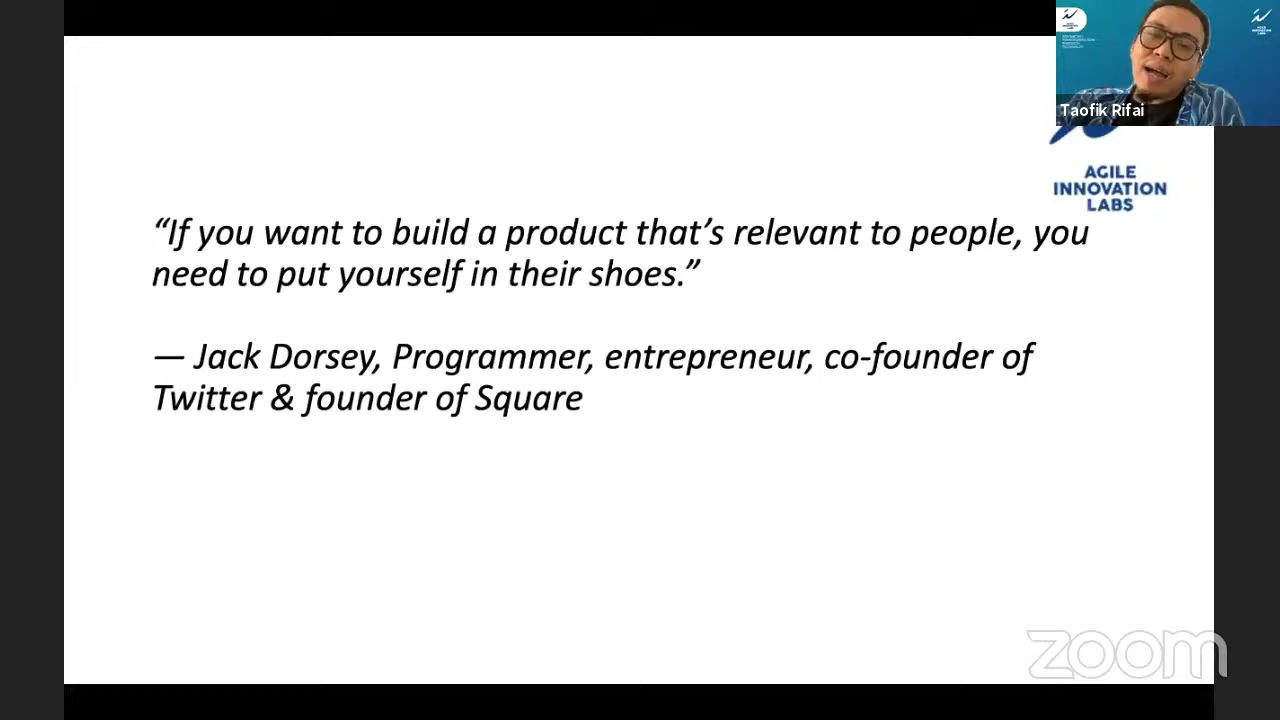 Taofik Rifai
AGILE
INNOVATION
LABS
“If you want to build a product that’s relevant to people, you
need to put yourself in their shoes.”
— Jack Dorsey, Programmer, entrepreneur, co-founder of
Twitter & founder of Square
zoom